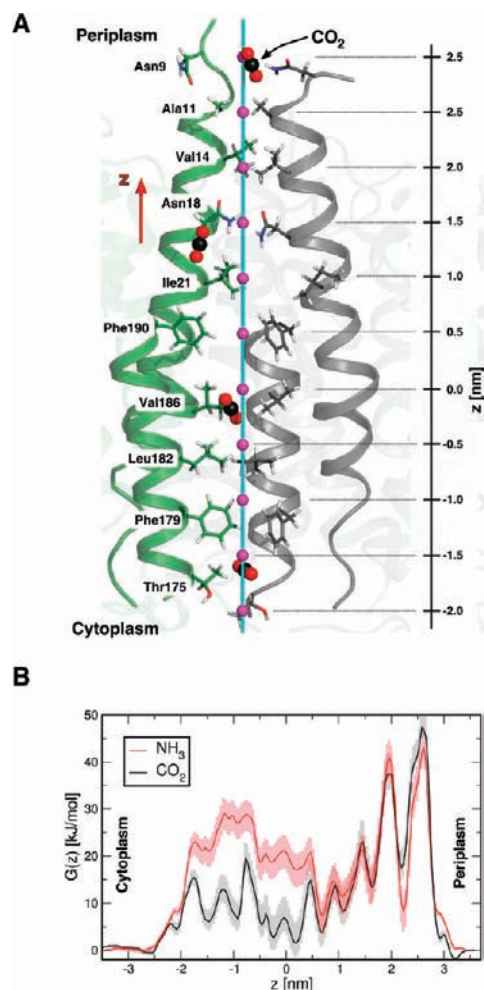 A
Periplasm
CO2
Asn9
2.5
Ala11
2.5
Val14
2.0
z
Asn18
1.5
Ile21
1.0
Phe190
0.5
z [nm]
Val186
0.0
Leu182
-0.5
Phe179
-1.0
-1.5
Thr175
-2.0
Cytoplasm
B
50
40
30
20
10
0
G(z) [kJ/mol]
NH3
CO2
Cytoplasm
Periplasm
-3 -2 -1 0 1 2 3
z [nm]